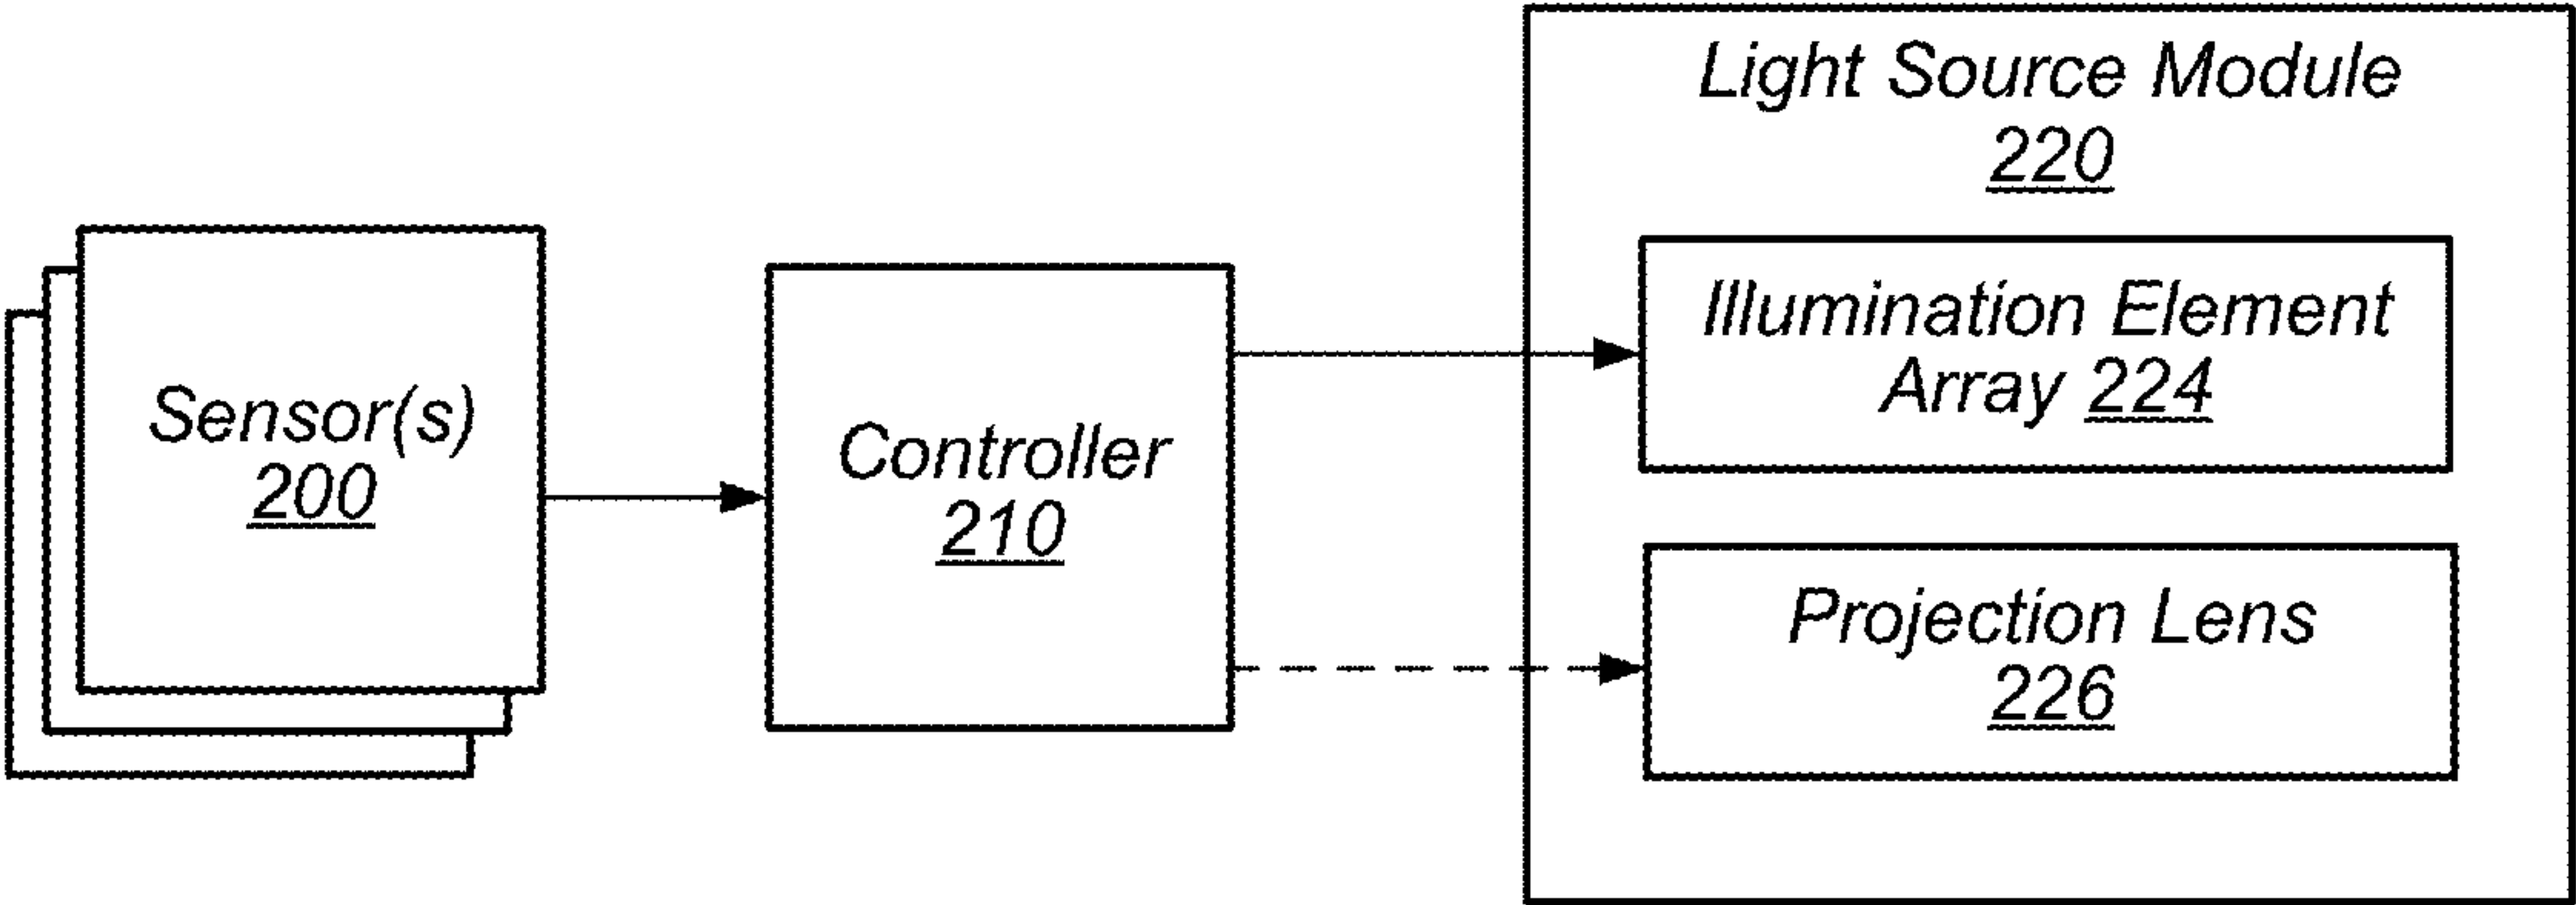 Light Source Module
220
Sensor(s)
200
Controller
210
Illumination Element
Array 224
Projection Lens
226